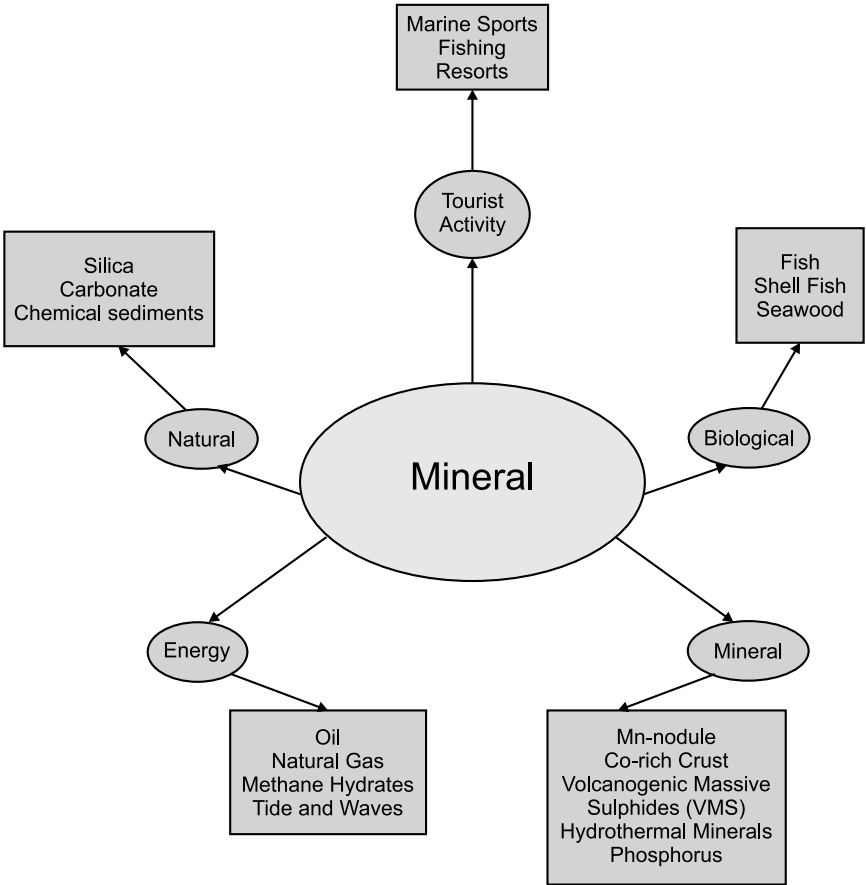 Marine Sports
Fishing
Resorts
Tourist
Activity
Silica
Carbonate
Chemical sediments
Fish
Shell Fish
Seawood
Natural
Biological
Mineral
Energy
Mineral
Oil
Natural Gas
Methane Hydrates
Tide and Waves
Mn-nodule
Co-rich Crust
Volcanogenic Massive
Sulphides (VMS)
Hydrothermal Minerals
Phosphorus